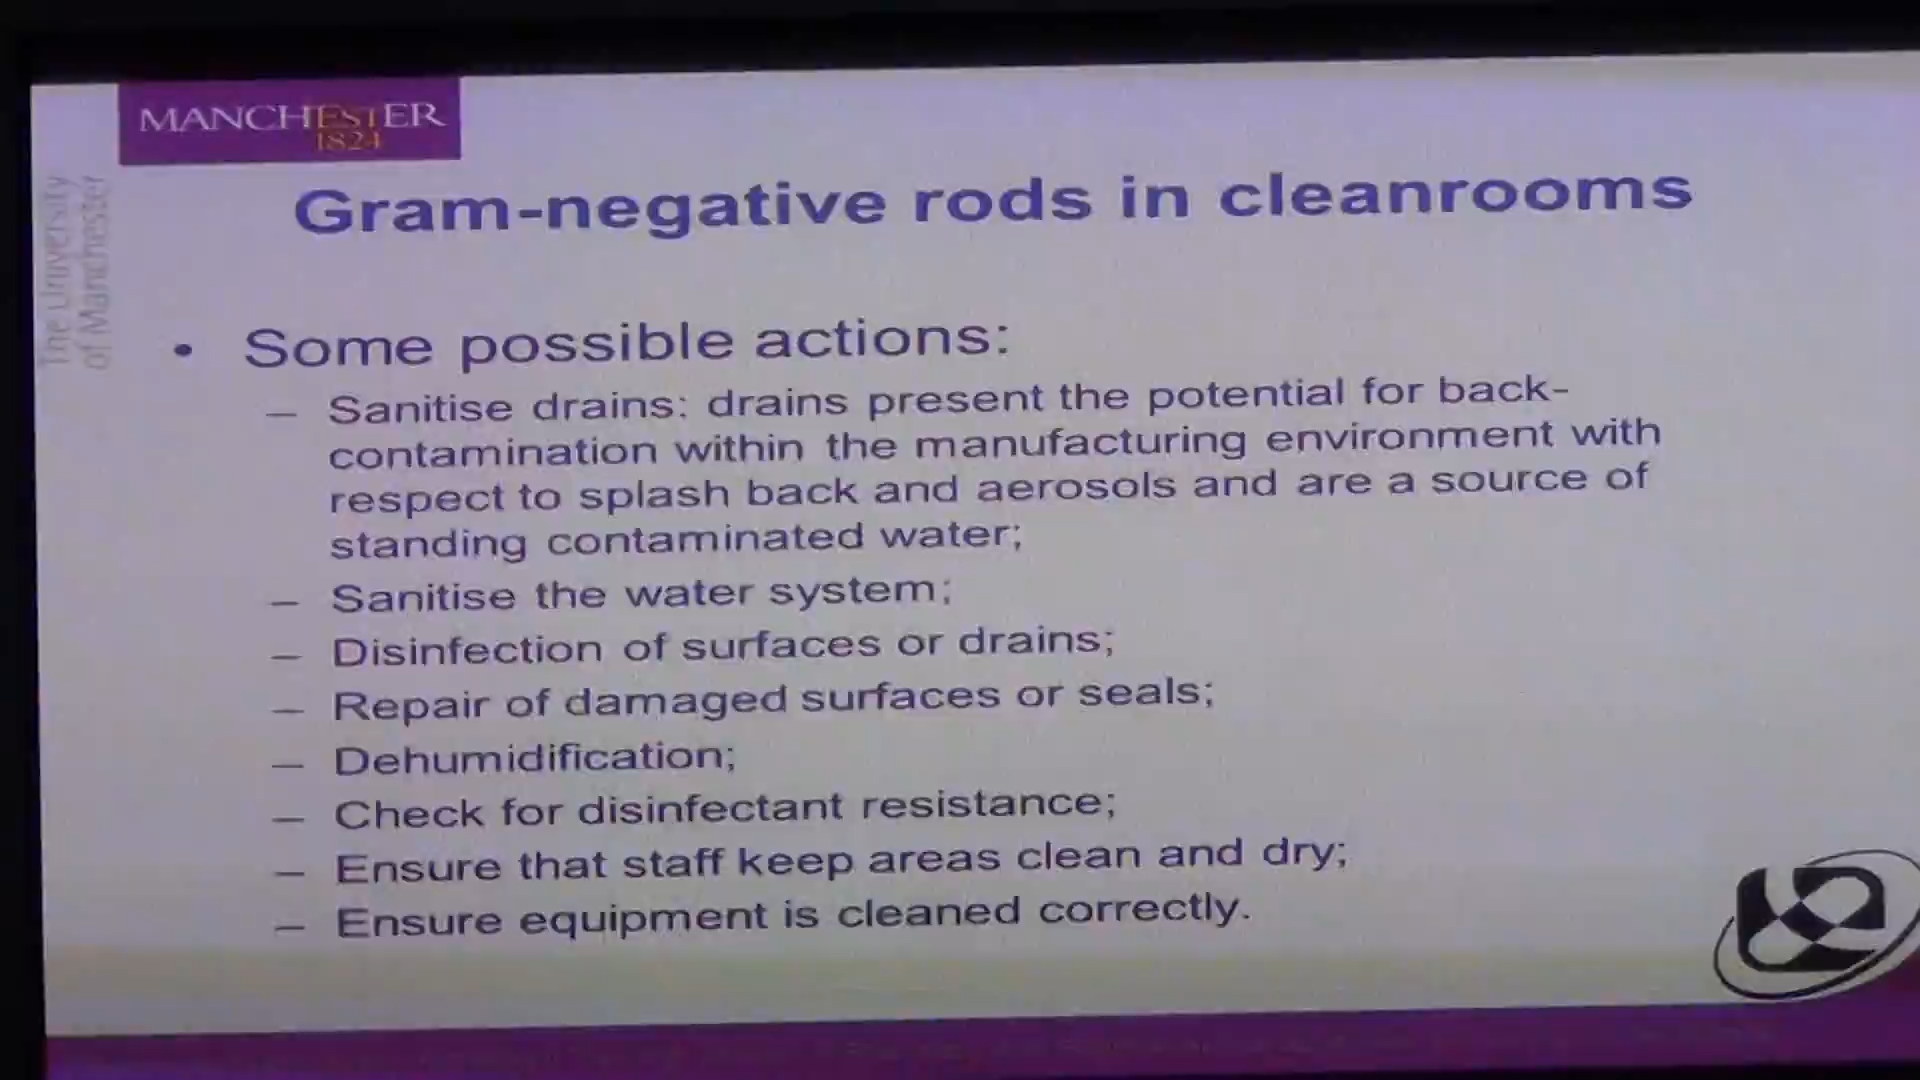 MANCHESTER
1824
The University
of Manchester
Gram-negative rods in cleanrooms
• Some possible actions:
– Sanitise drains: drains present the potential for back-
contamination within the manufacturing environment with
respect to splash back and aerosols and are a source of
standing contaminated water;
– Sanitise the water system;
– Disinfection of surfaces or drains;
– Repair of damaged surfaces or seals;
– Dehumidification;
– Check for disinfectant resistance;
– Ensure that staff keep areas clean and dry;
– Ensure equipment is cleaned correctly.